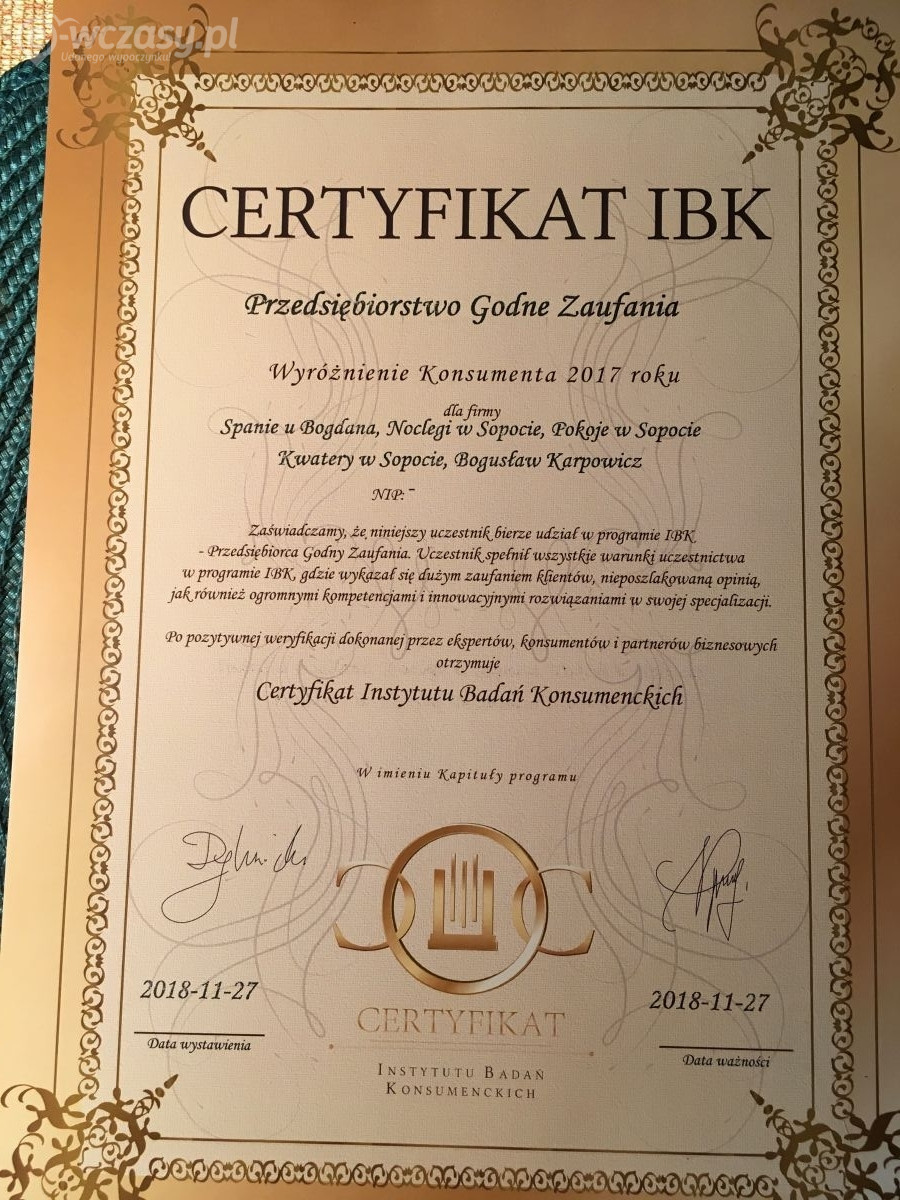 -wczasy.pl
Udanego wypoczynku!
CERTYFIKAT IBK
Przedsiębiorstwo Godne Zaufania
Wyróżnienie Konsumenta 2017 roku
dla firmy
Spanie u Bogdana, Noclegi w Sopocie, Pokoje w Sopocie
Kwatery w Sopocie, Bogusław Karpowicz
NIP: -
Zaświadczamy, że niniejszy uczestnik bierze udział w programie IBK
- Przedsiębiorca Godny Zaufania. Uczestnik spełnił wszystkie warunki uczestnictwa
w programie IBK, gdzie wykazał się dużym zaufaniem klientów, nieposzlakowaną opinią,
jak również ogromnymi kompetencjami i innowacyjnymi rozwiązaniami w swojej specjalizacji.
Po pozytywnej weryfikacji dokonanej przez ekspertów, konsumentów i partnerów biznesowych
otrzymuje
Certyfikat Instytutu Badań Konsumenckich
W imieniu Kapituły programu
2018-11-27
Data wystawienia
2018-11-27
Data ważności
CERTYFIKAT
INSTYTUTU BADAŃ
KONSUMENCKICH